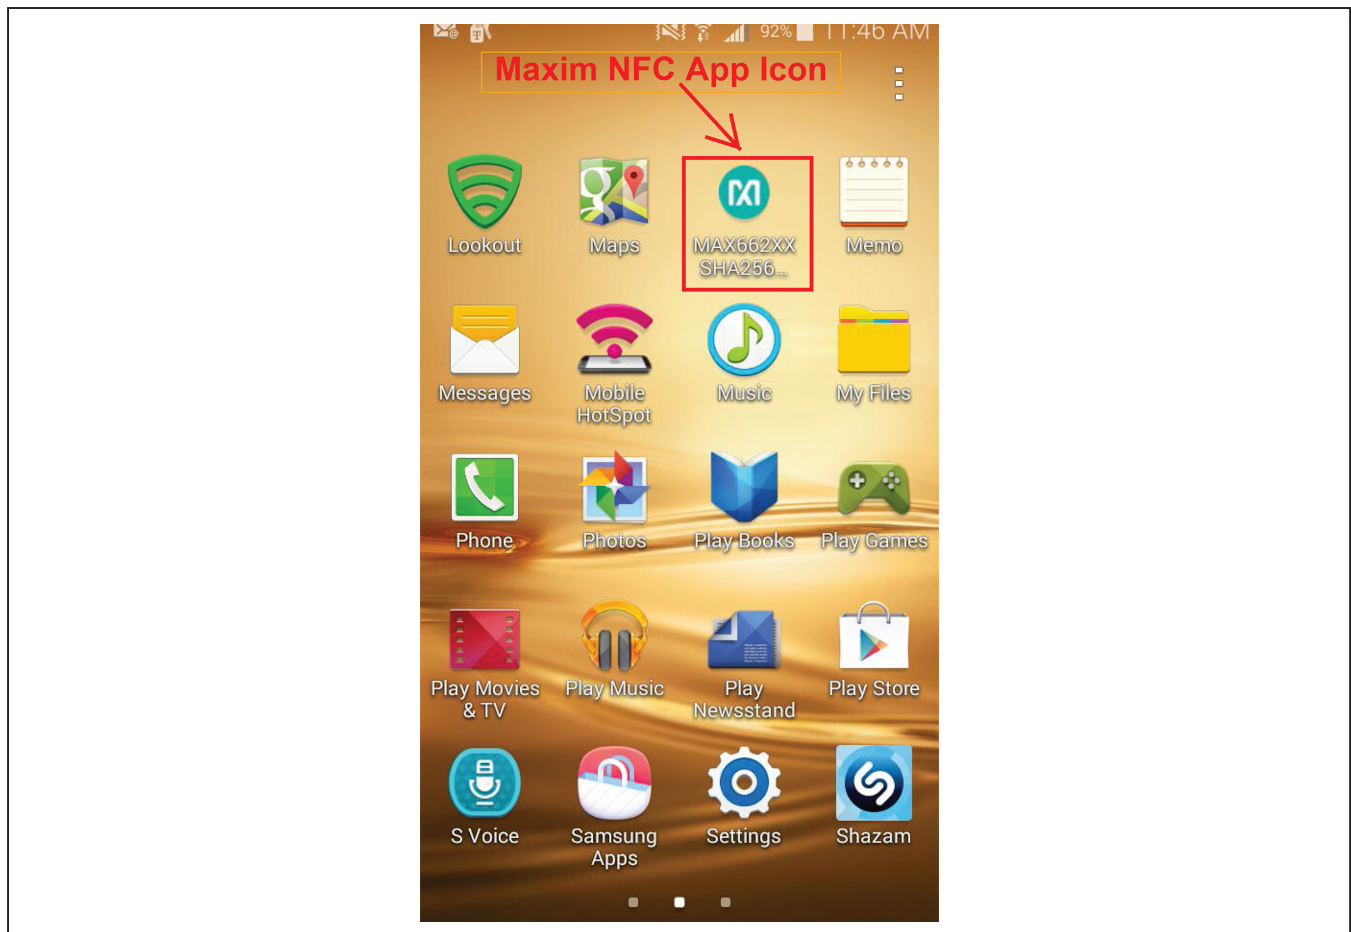 92% 11:46 AM
Maxim NFC App Icon
Lookout
Maps
MAX662XX
SHA256...
Memo
Messages
Mobile
HotSpot
Music
My Files
Phone
Photos
Play Books
Play Games
Play Movies
& TV
Play Music
Play
Newsstand
Play Store
S Voice
Samsung
Apps
Settings
Shazam